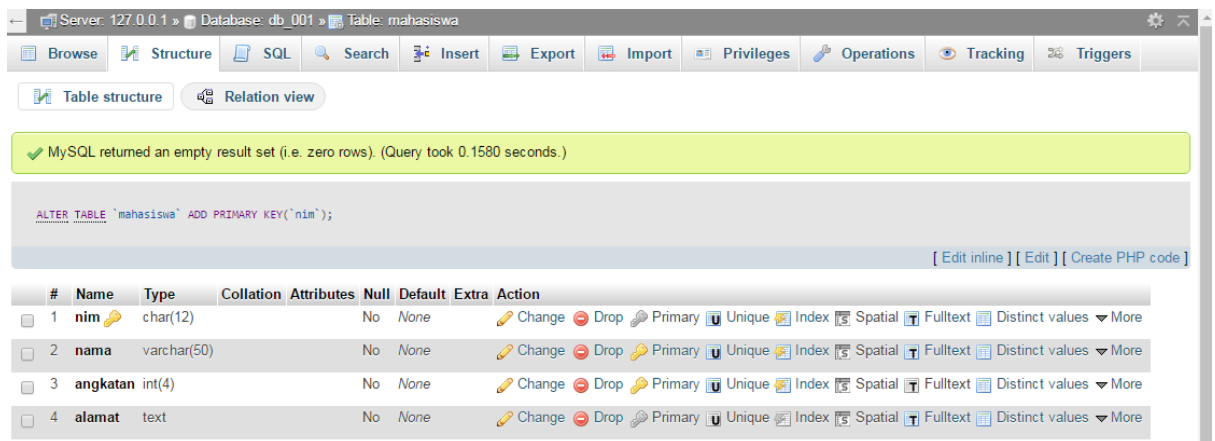 Server: 127.0.0.1 » Database: db_001 » Table: mahasiswa
Browse Structure SQL Search Insert Export Import Privileges Operations Tracking Triggers
Table structure Relation view
MySQL returned an empty result set (i.e. zero rows). (Query took 0.1580 seconds.)
ALTER TABLE `mahasiswa` ADD PRIMARY KEY(`nim`);
[ Edit inline ] [ Edit ] [ Create PHP code ]
# Name Type Collation Attributes Null Default Extra Action
1 nim char(12) No None Change Drop Primary Unique Index Spatial Fulltext Distinct values More
2 nama varchar(50) No None Change Drop Primary Unique Index Spatial Fulltext Distinct values More
3 angkatan int(4) No None Change Drop Primary Unique Index Spatial Fulltext Distinct values More
4 alamat text No None Change Drop Primary Unique Index Spatial Fulltext Distinct values More